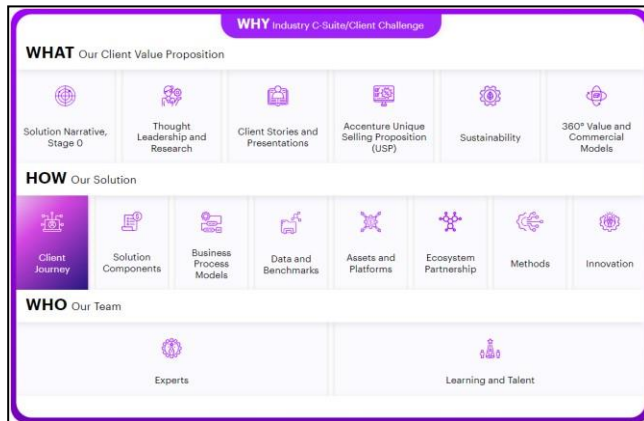 WHY Industry C-Suite/Client Challenge
WHAT Our Client Value Proposition
Solution Narrative,
Stage 0
Thought
Leadership and
Research
Client Stories and
Presentations
Accenture Unique
Selling Proposition
(USP)
Sustainability
360° Value and
Commercial
Models
HOW Our Solution
Client
Journey
Solution
Components
Business
Process
Models
Data and
Benchmarks
Assets and
Platforms
Ecosystem
Partnership
Methods
Innovation
WHO Our Team
Experts
Learning and Talent